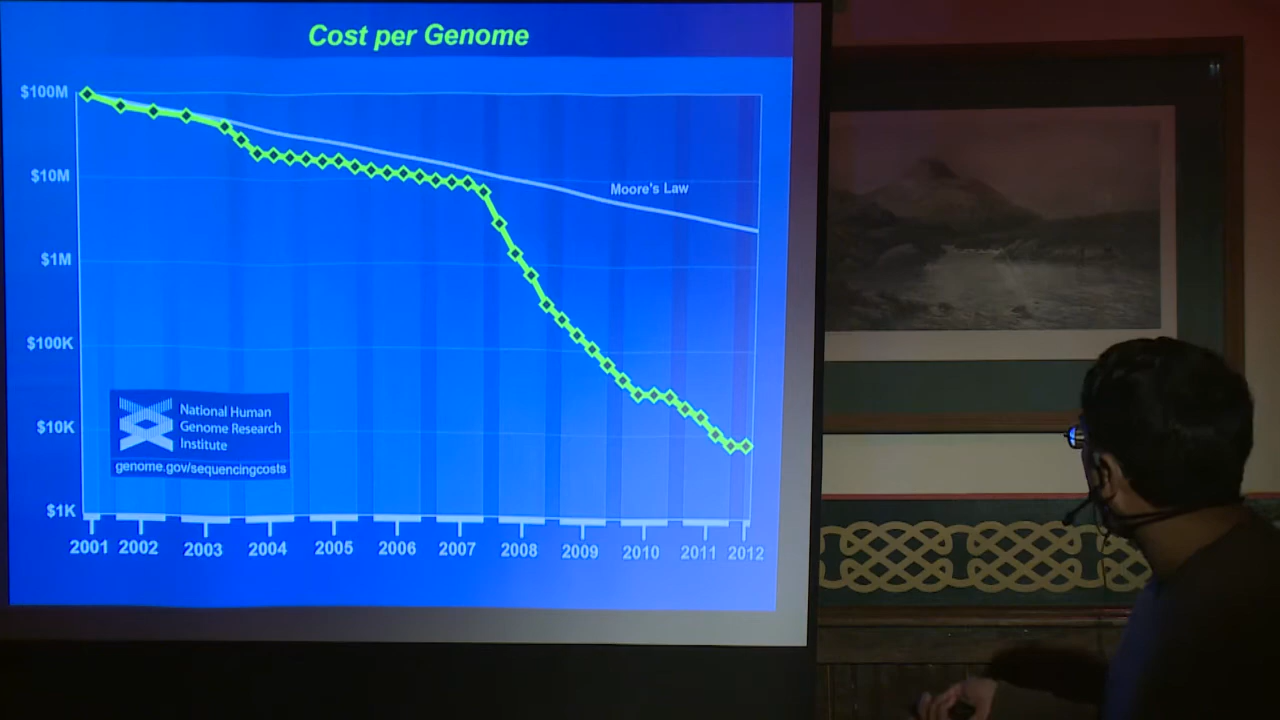 Cost per Genome
$100M
$10M
$1M
$100K
$10K
$1K
Moore's Law
National Human
Genome Research
Institute
genome.gov/sequencingcosts
2001 2002 2003 2004 2005 2006 2007 2008 2009 2010 2011 2012